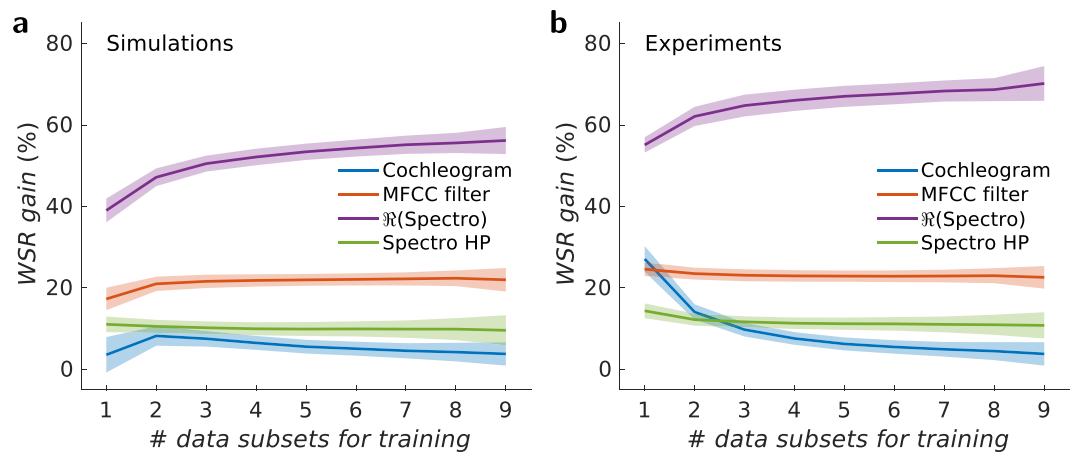 a
Simulations
80
60
40
20
0
WSR gain (%)
Cochleogram
MFCC filter
ℜ(Spectro)
Spectro HP
1 2 3 4 5 6 7 8 9
# data subsets for training
b
Experiments
80
60
40
20
0
WSR gain (%)
Cochleogram
MFCC filter
ℜ(Spectro)
Spectro HP
1 2 3 4 5 6 7 8 9
# data subsets for training